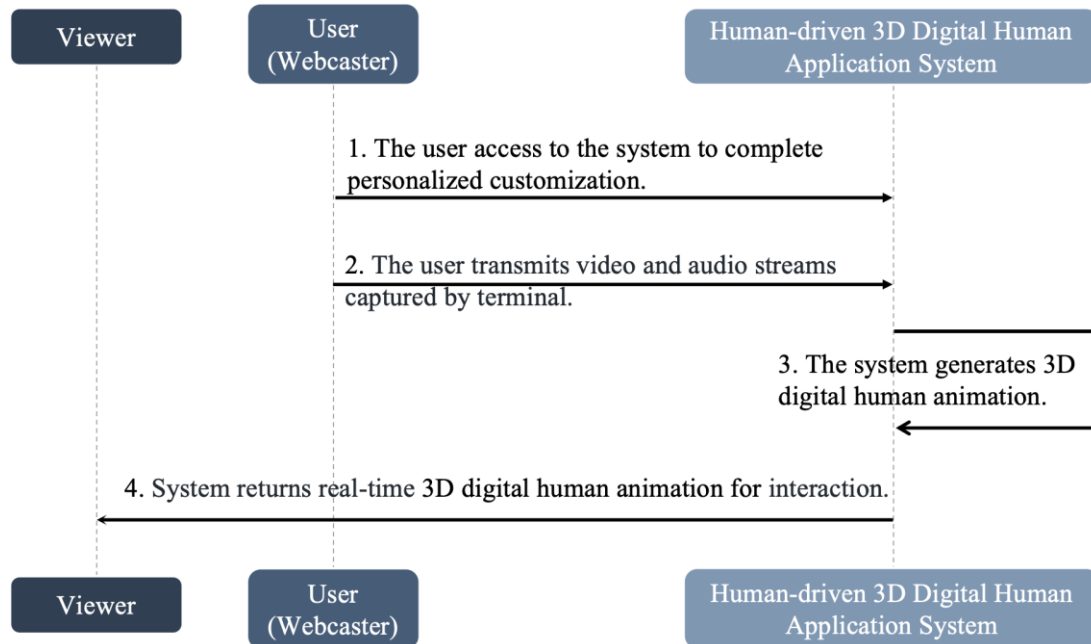 Viewer
User
(Webcaster)
Human-driven 3D Digital Human
Application System
1. The user access to the system to complete
personalized customization.
2. The user transmits video and audio streams
captured by terminal.
3. The system generates 3D
digital human animation.
4. System returns real-time 3D digital human animation for interaction.
Viewer
User
(Webcaster)
Human-driven 3D Digital Human
Application System